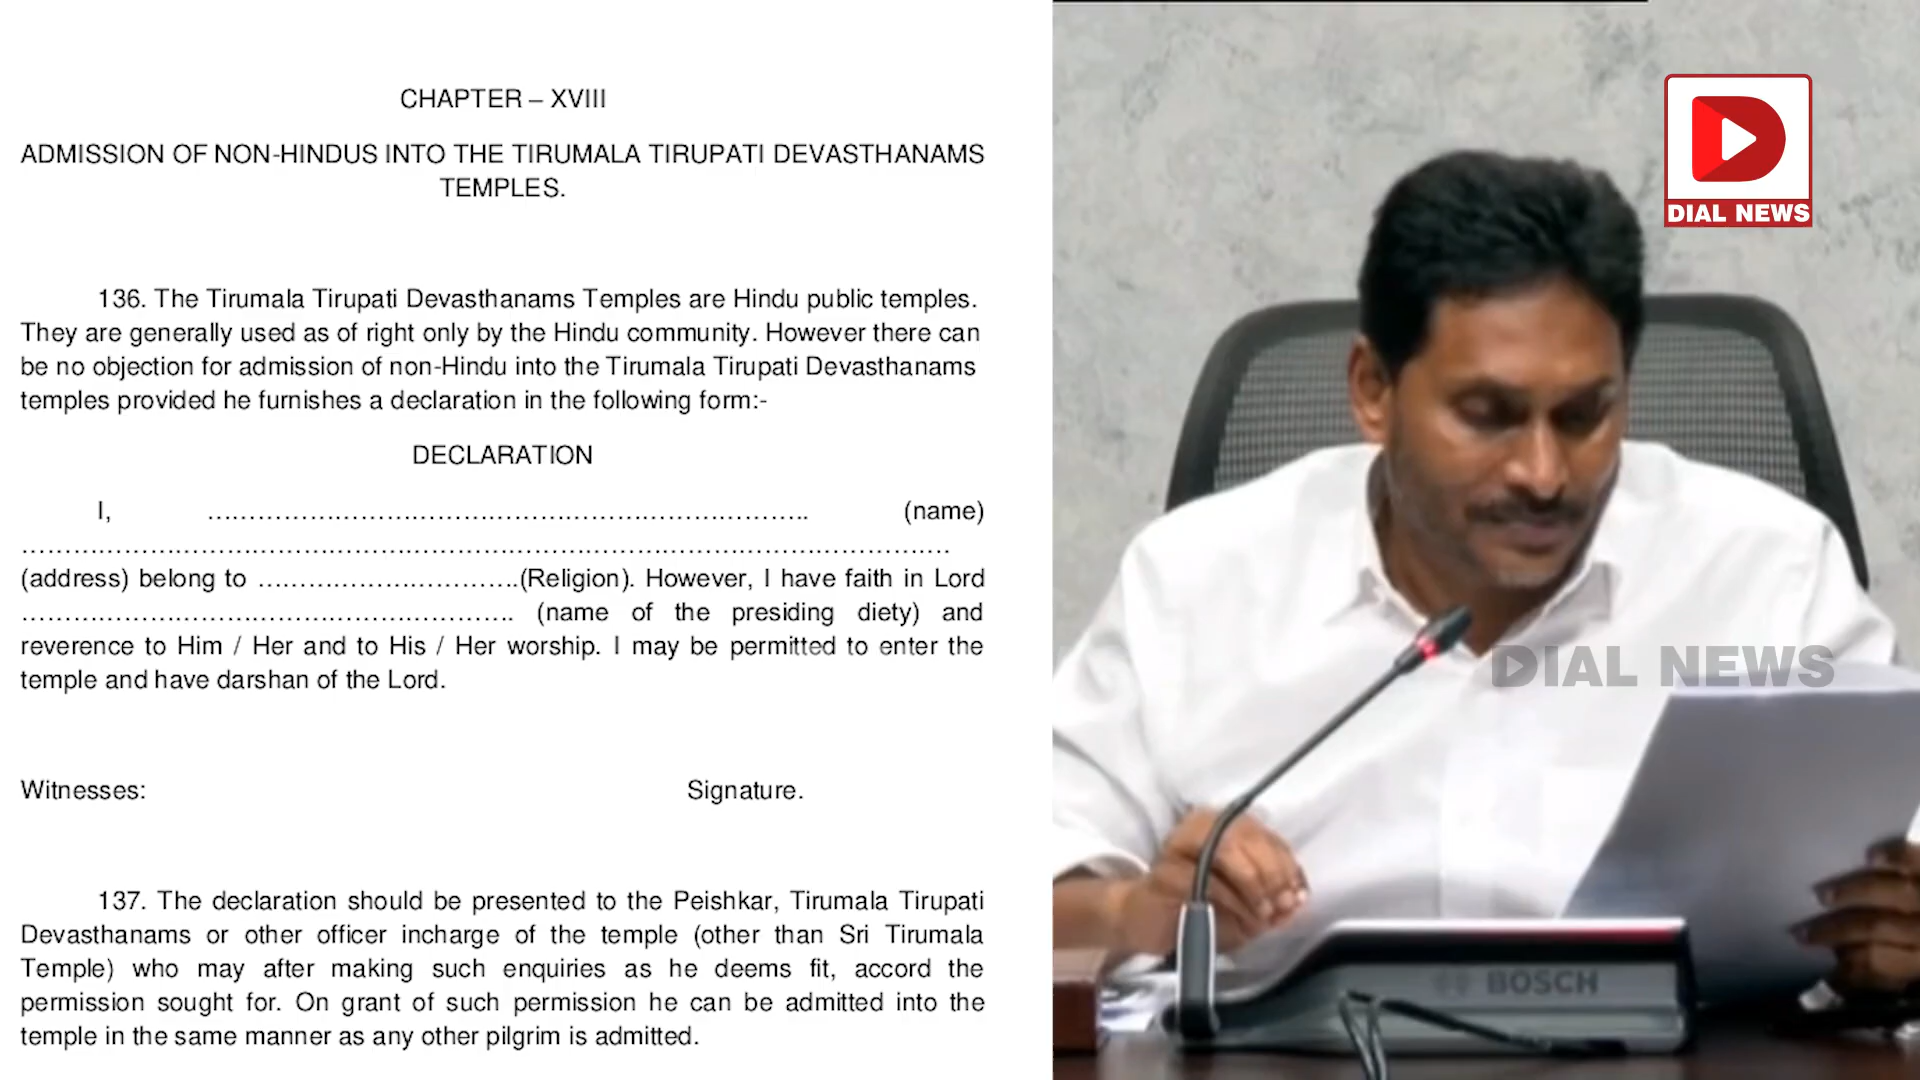 CHAPTER – XVIII
ADMISSION OF NON-HINDUS INTO THE TIRUMALA TIRUPATI DEVASTHANAMS
TEMPLES.
136. The Tirumala Tirupati Devasthanams Temples are Hindu public temples.
They are generally used as of right only by the Hindu community. However there can
be no objection for admission of non-Hindu into the Tirumala Tirupati Devasthanams
temples provided he furnishes a declaration in the following form:-
DECLARATION
I, ………………………………………………………….. (name)
………………………………………………………………………………………….
(address) belong to ………………………….(Religion). However, I have faith in Lord
……………………………………………. (name of the presiding diety) and
reverence to Him / Her and to His / Her worship. I may be permitted to enter the
temple and have darshan of the Lord.
Witnesses: Signature.
137. The declaration should be presented to the Peishkar, Tirumala Tirupati
Devasthanams or other officer incharge of the temple (other than Sri Tirumala
Temple) who may after making such enquiries as he deems fit, accord the
permission sought for. On grant of such permission he can be admitted into the
temple in the same manner as any other pilgrim is admitted.
DIAL NEWS
DIAL NEWS
BOSCH